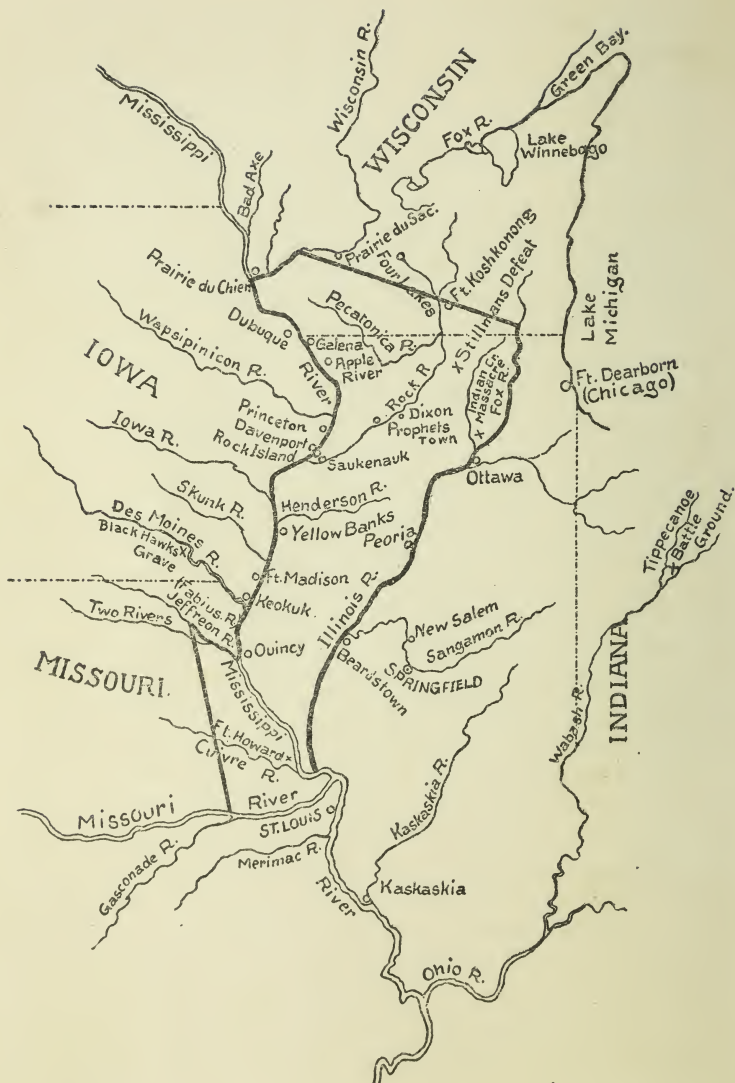 Mississippi
Wisconsin R.
WISCONSIN
Green Bay.
Fox R.
Lake
Winnebago
Bad Axe
Prairie du Sac.
Four Lakes
Ft. Koshkonong
Stillmans Defeat
x
Prairie du Chien
Lake
Michigan
Dubuque
Galena
Apple
River
Pecatonica R.
River
Wapsipinicon R.
IOWA
Indian Cr.
Massacre
x
Fox R.
Ft. Dearborn
(Chicago)
Rock R
Dixon
Prophets
Town
Princeton
Davenport
Rock Island
Saukenauk
Iowa R.
Ottawa
Skunk R.
Henderson R.
Yellow Banks
Peoria
Des Moines R.
Black Hawks x
Grave
Tippecanoe
x Battle
Ground.
Ft. Madison
Keokuk.
(Fabius R.)
Jeffreon R.
Two Rivers
Illinois R.
New Salem
Sangamon R.
Quincy
Beardstown
SPRINGFIELD
MISSOURI.
Mississippi
INDIANA
Wabash R.
Ft. Howard x
Cuivre R.
Missouri
River
ST. LOUIS
Kaskaskia R.
Gasconade R.
Merimac R.
River
Kaskaskia
Ohio R.